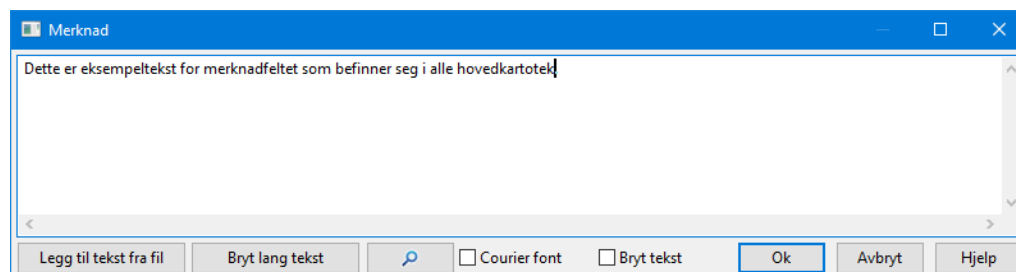 Merknad
Dette er eksempeltekst for merknadfeltet som befinner seg i alle hovedkartotek
Legg til tekst fra fil Bryt lang tekst Courier font Bryt tekst Ok Avbryt Hjelp